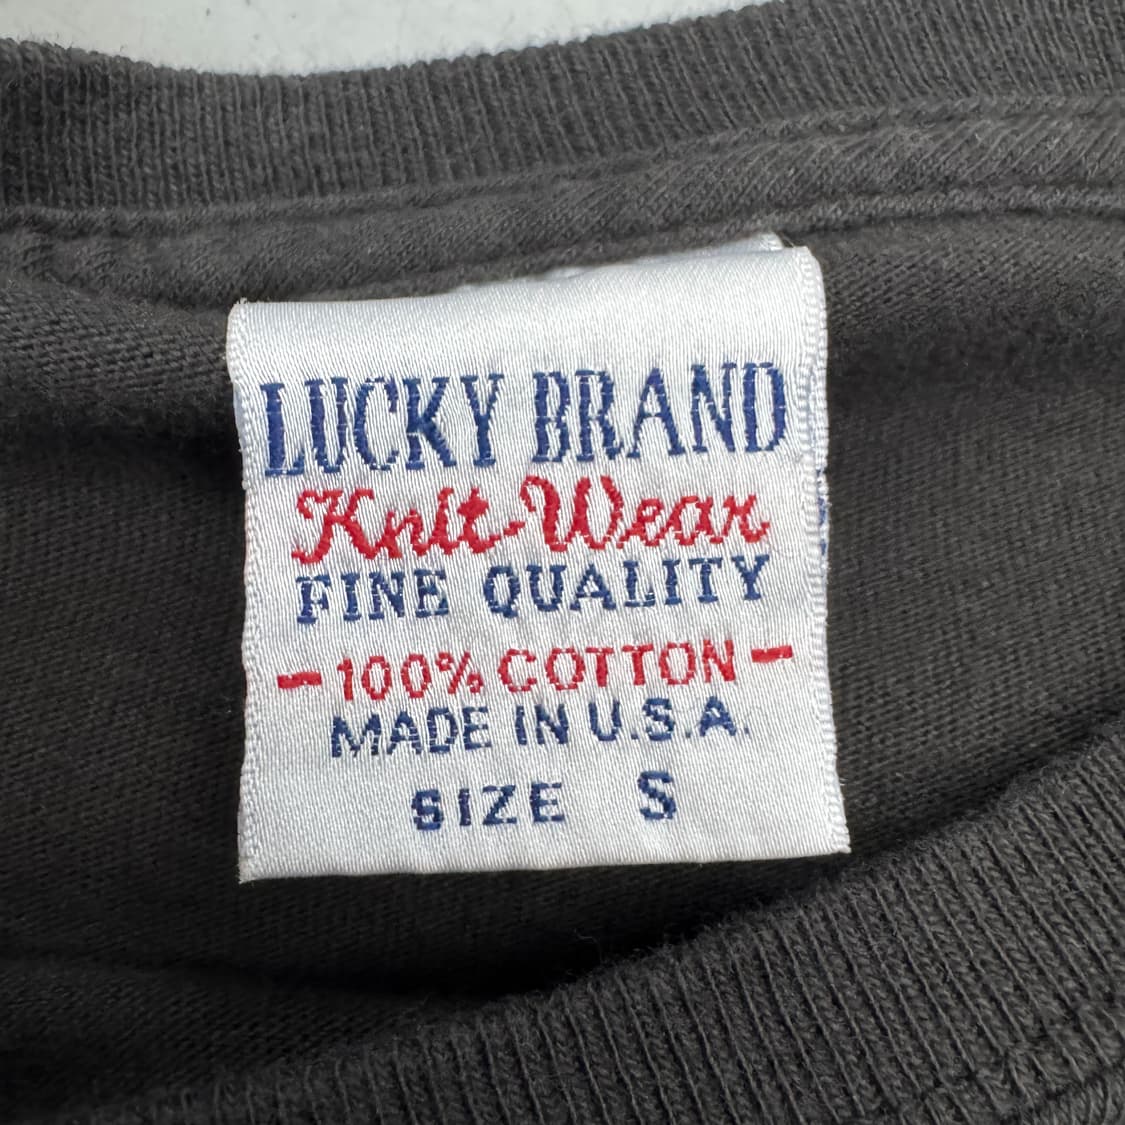 LUCKY BRAND
Knit-Wear
FINE QUALITY
- 100% COTTON -
MADE IN U.S.A.
SIZE S